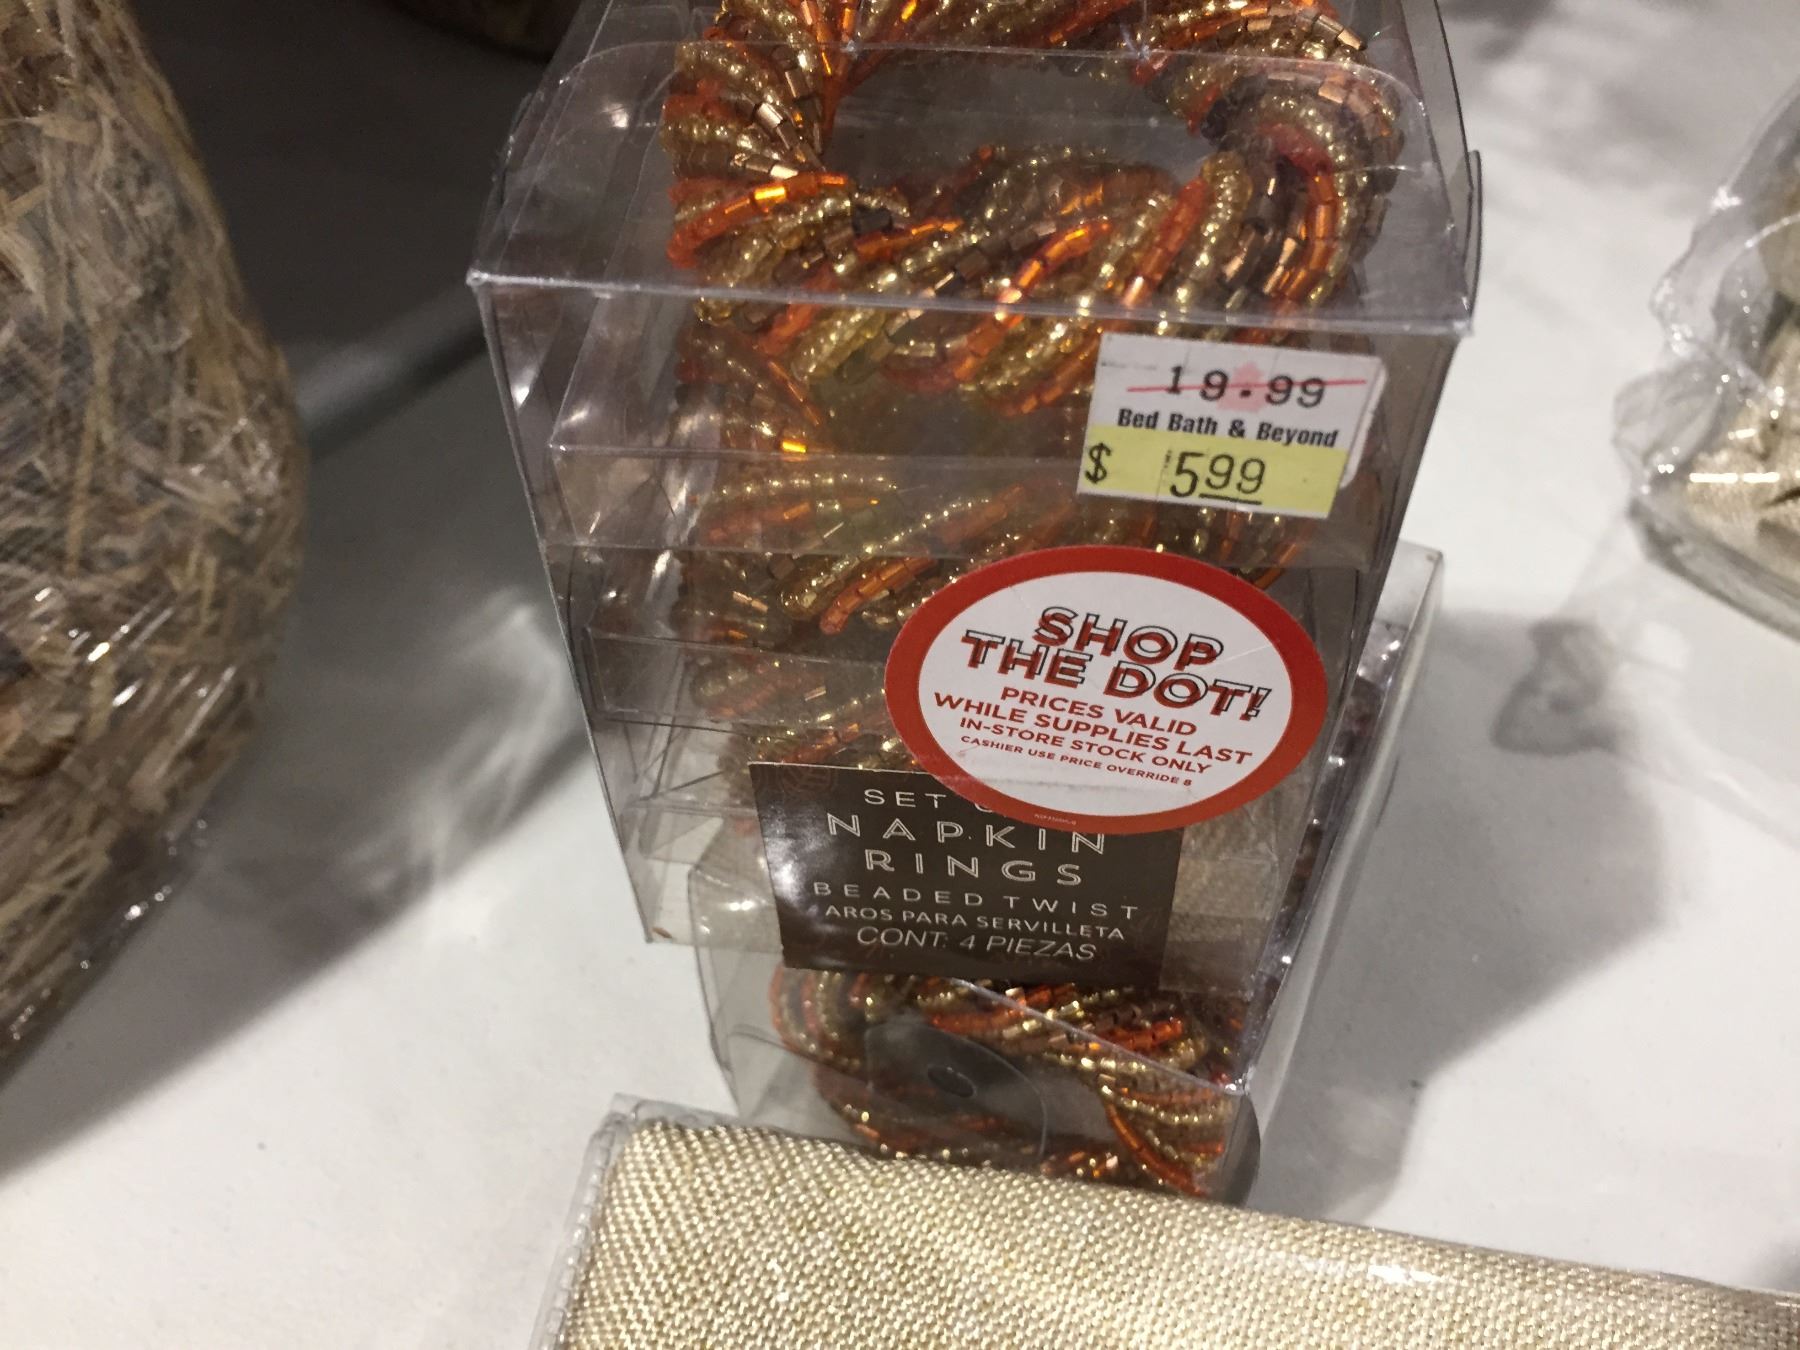 19.99
Bed Bath & Beyond
$ 5.99
SHOP
THE DOT!
PRICES VALID
WHILE SUPPLIES LAST
IN-STORE STOCK ONLY
CASHIER USE PRICE OVERRIDE 8
SET
NAPKIN
RINGS
BEADED TWIST
AROS PARA SERVILLETA
CONT: 4 PIEZAS